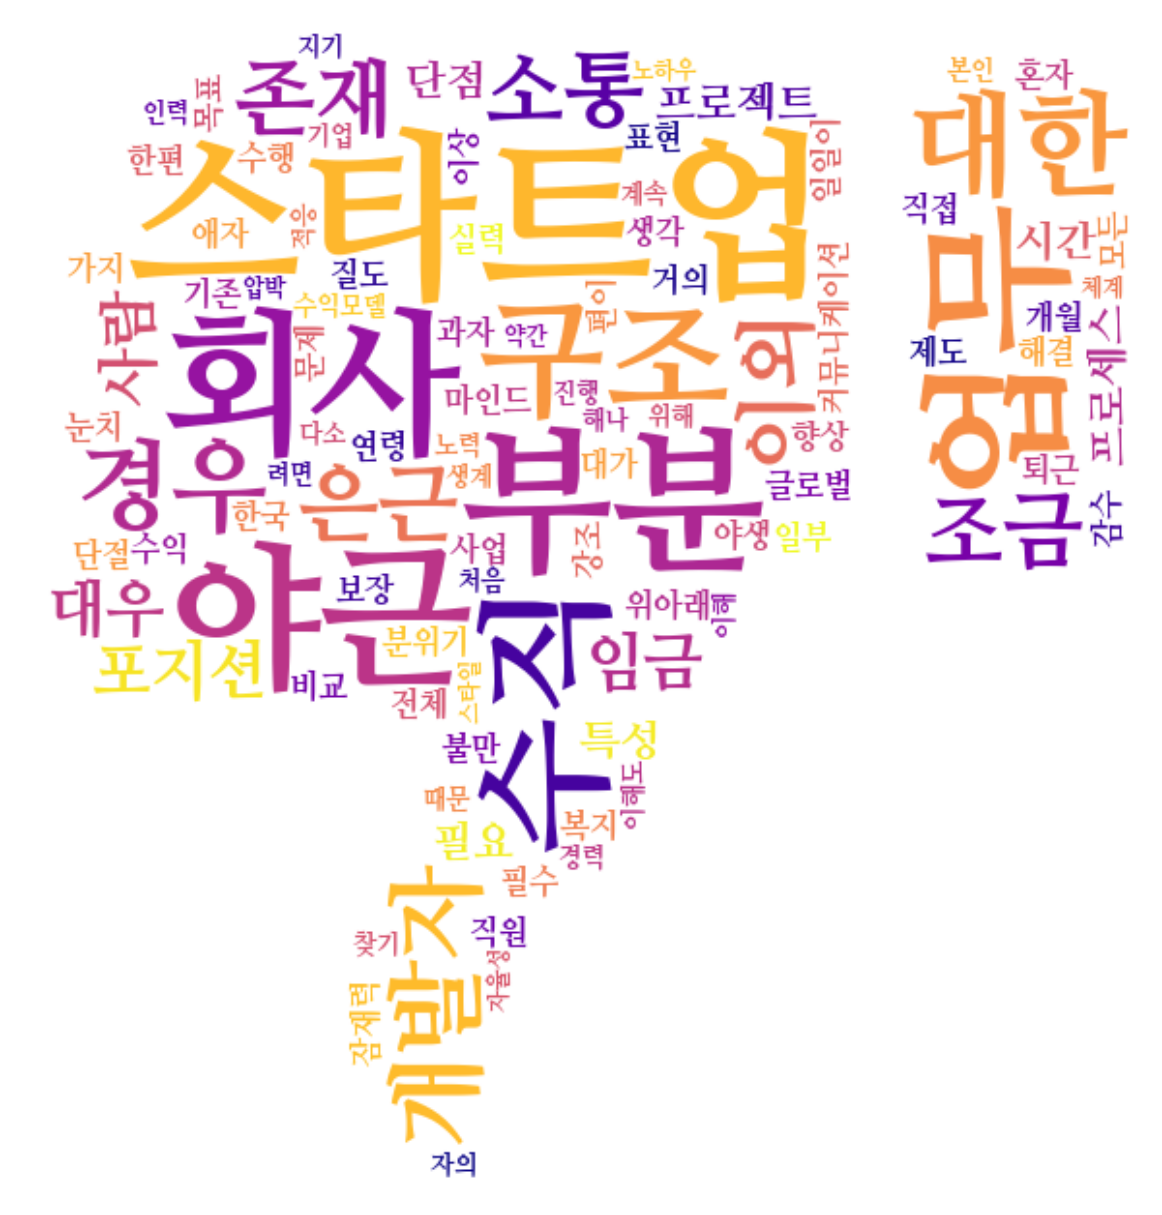 지기
존재
단점
소통
노하우
프로젝트
본인
혼자
대한
인력
목표
기업
표현
한편
수행
이상
일일이
스타트업
계속
애자
적응
실력
생각
직접
시간
모든
가지
질도
거의
기존
압박
수익모델
편이
체계
사람
회사
문제
과자
약간
구조
이외
커뮤니케이션
업무
개월
제도
해결
프로세스
마인드
진행
해나
위해
향상
눈치
다소
연령
노력
경우
려면
은근
생계
부분
대가
글로벌
퇴근
한국
조금
감수
단절
수익
사업
강조
야생
일부
대우
야근
보장
처음
수직
위아래
이해
포지션
비교
분위기
임금
전체
스타일
불만
특성
때문
이해도
필요
복지
경력
필수
개발자
찾기
직원
자율성
잠재력
자의